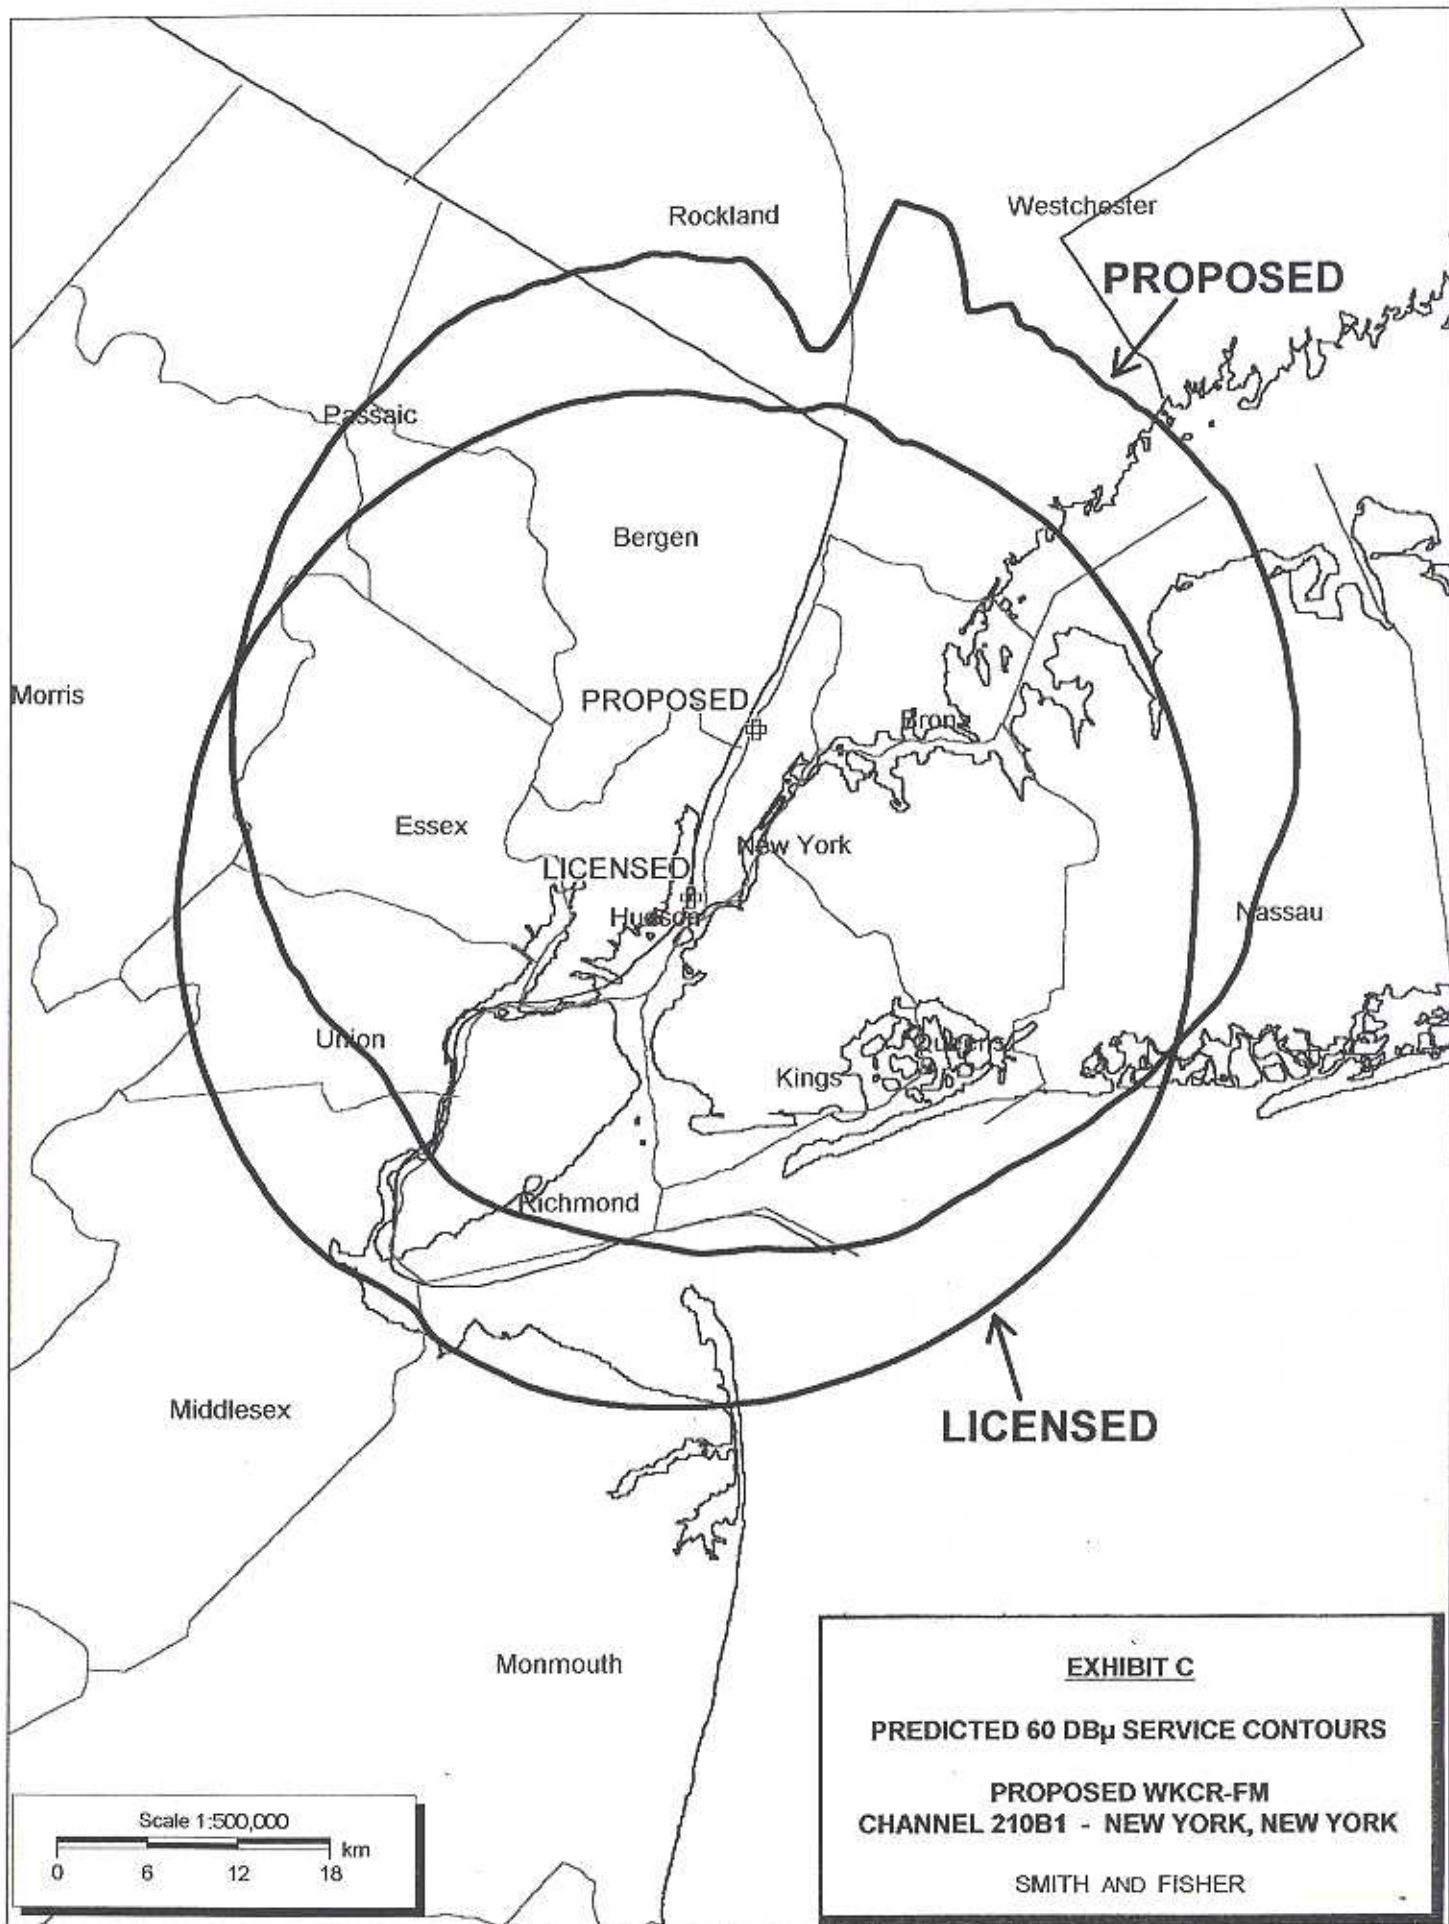 Rockland
Westchester
PROPOSED
Passaic
Bergen
Morris
PROPOSED
Bronx
Essex
New York
LICENSED
Hudson
Nassau
Union
Queens
Kings
Richmond
Middlesex
LICENSED
Monmouth
EXHIBIT C
PREDICTED 60 DBµ SERVICE CONTOURS
PROPOSED WKCR-FM
CHANNEL 210B1 - NEW YORK, NEW YORK
SMITH AND FISHER
Scale 1:500,000
km
0 6 12 18